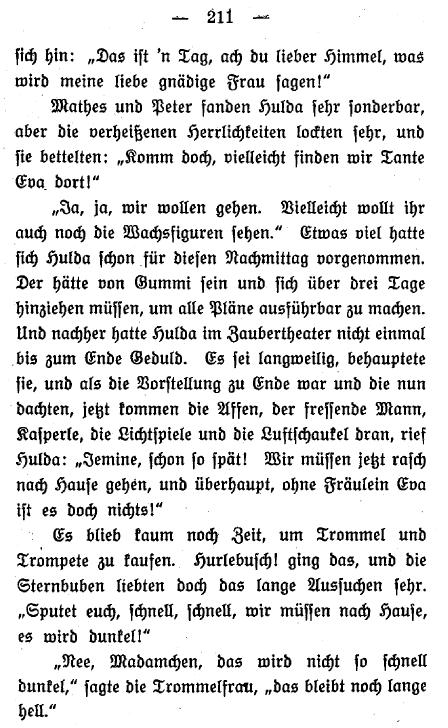 — 211 —
sich hin: „Das ist 'n Tag, ach du lieber Himmel, was
wird meine liebe gnädige Frau sagen!“
Mathes und Peter fanden Hulda sehr sonderbar,
aber die verheißenen Herrlichkeiten lockten sehr, und
sie bettelten: „Komm doch, vielleicht finden wir Tante
Eva dort!“
„Ja, ja, wir wollen gehen. Vielleicht wollt ihr
auch noch die Wachsfiguren sehen.“ Etwas viel hatte
sich Hulda schon für diesen Nachmittag vorgenommen.
Der hätte von Gummi sein und sich über drei Tage
hinziehen müssen, um alle Pläne ausführbar zu machen.
Und nachher hatte Hulda im Zaubertheater nicht einmal
bis zum Ende Geduld. Es sei langweilig, behauptete
sie, und als die Vorstellung zu Ende war und die nun
dachten, jetzt kommen die Affen, der fressende Mann,
Kasperle, die Lichtspiele und die Luftschaukel dran, rief
Hulda: „Jemine, schon so spät! Wir müssen jetzt rasch
nach Hause gehen, und überhaupt, ohne Fräulein Eva
ist es doch nichts!“
Es blieb kaum noch Zeit, um Trommel und
Trompete zu kaufen. Hurlebusch! ging das, und die
Sternbuben liebten doch das lange Aussuchen sehr.
„Sputet euch, schnell, schnell, wir müssen nach Hause,
es wird dunkel!“
„Nee, Madamchen, das wird nicht so schnell
dunkel,“ sagte die Trommelfrau, „das bleibt noch lange
hell.“